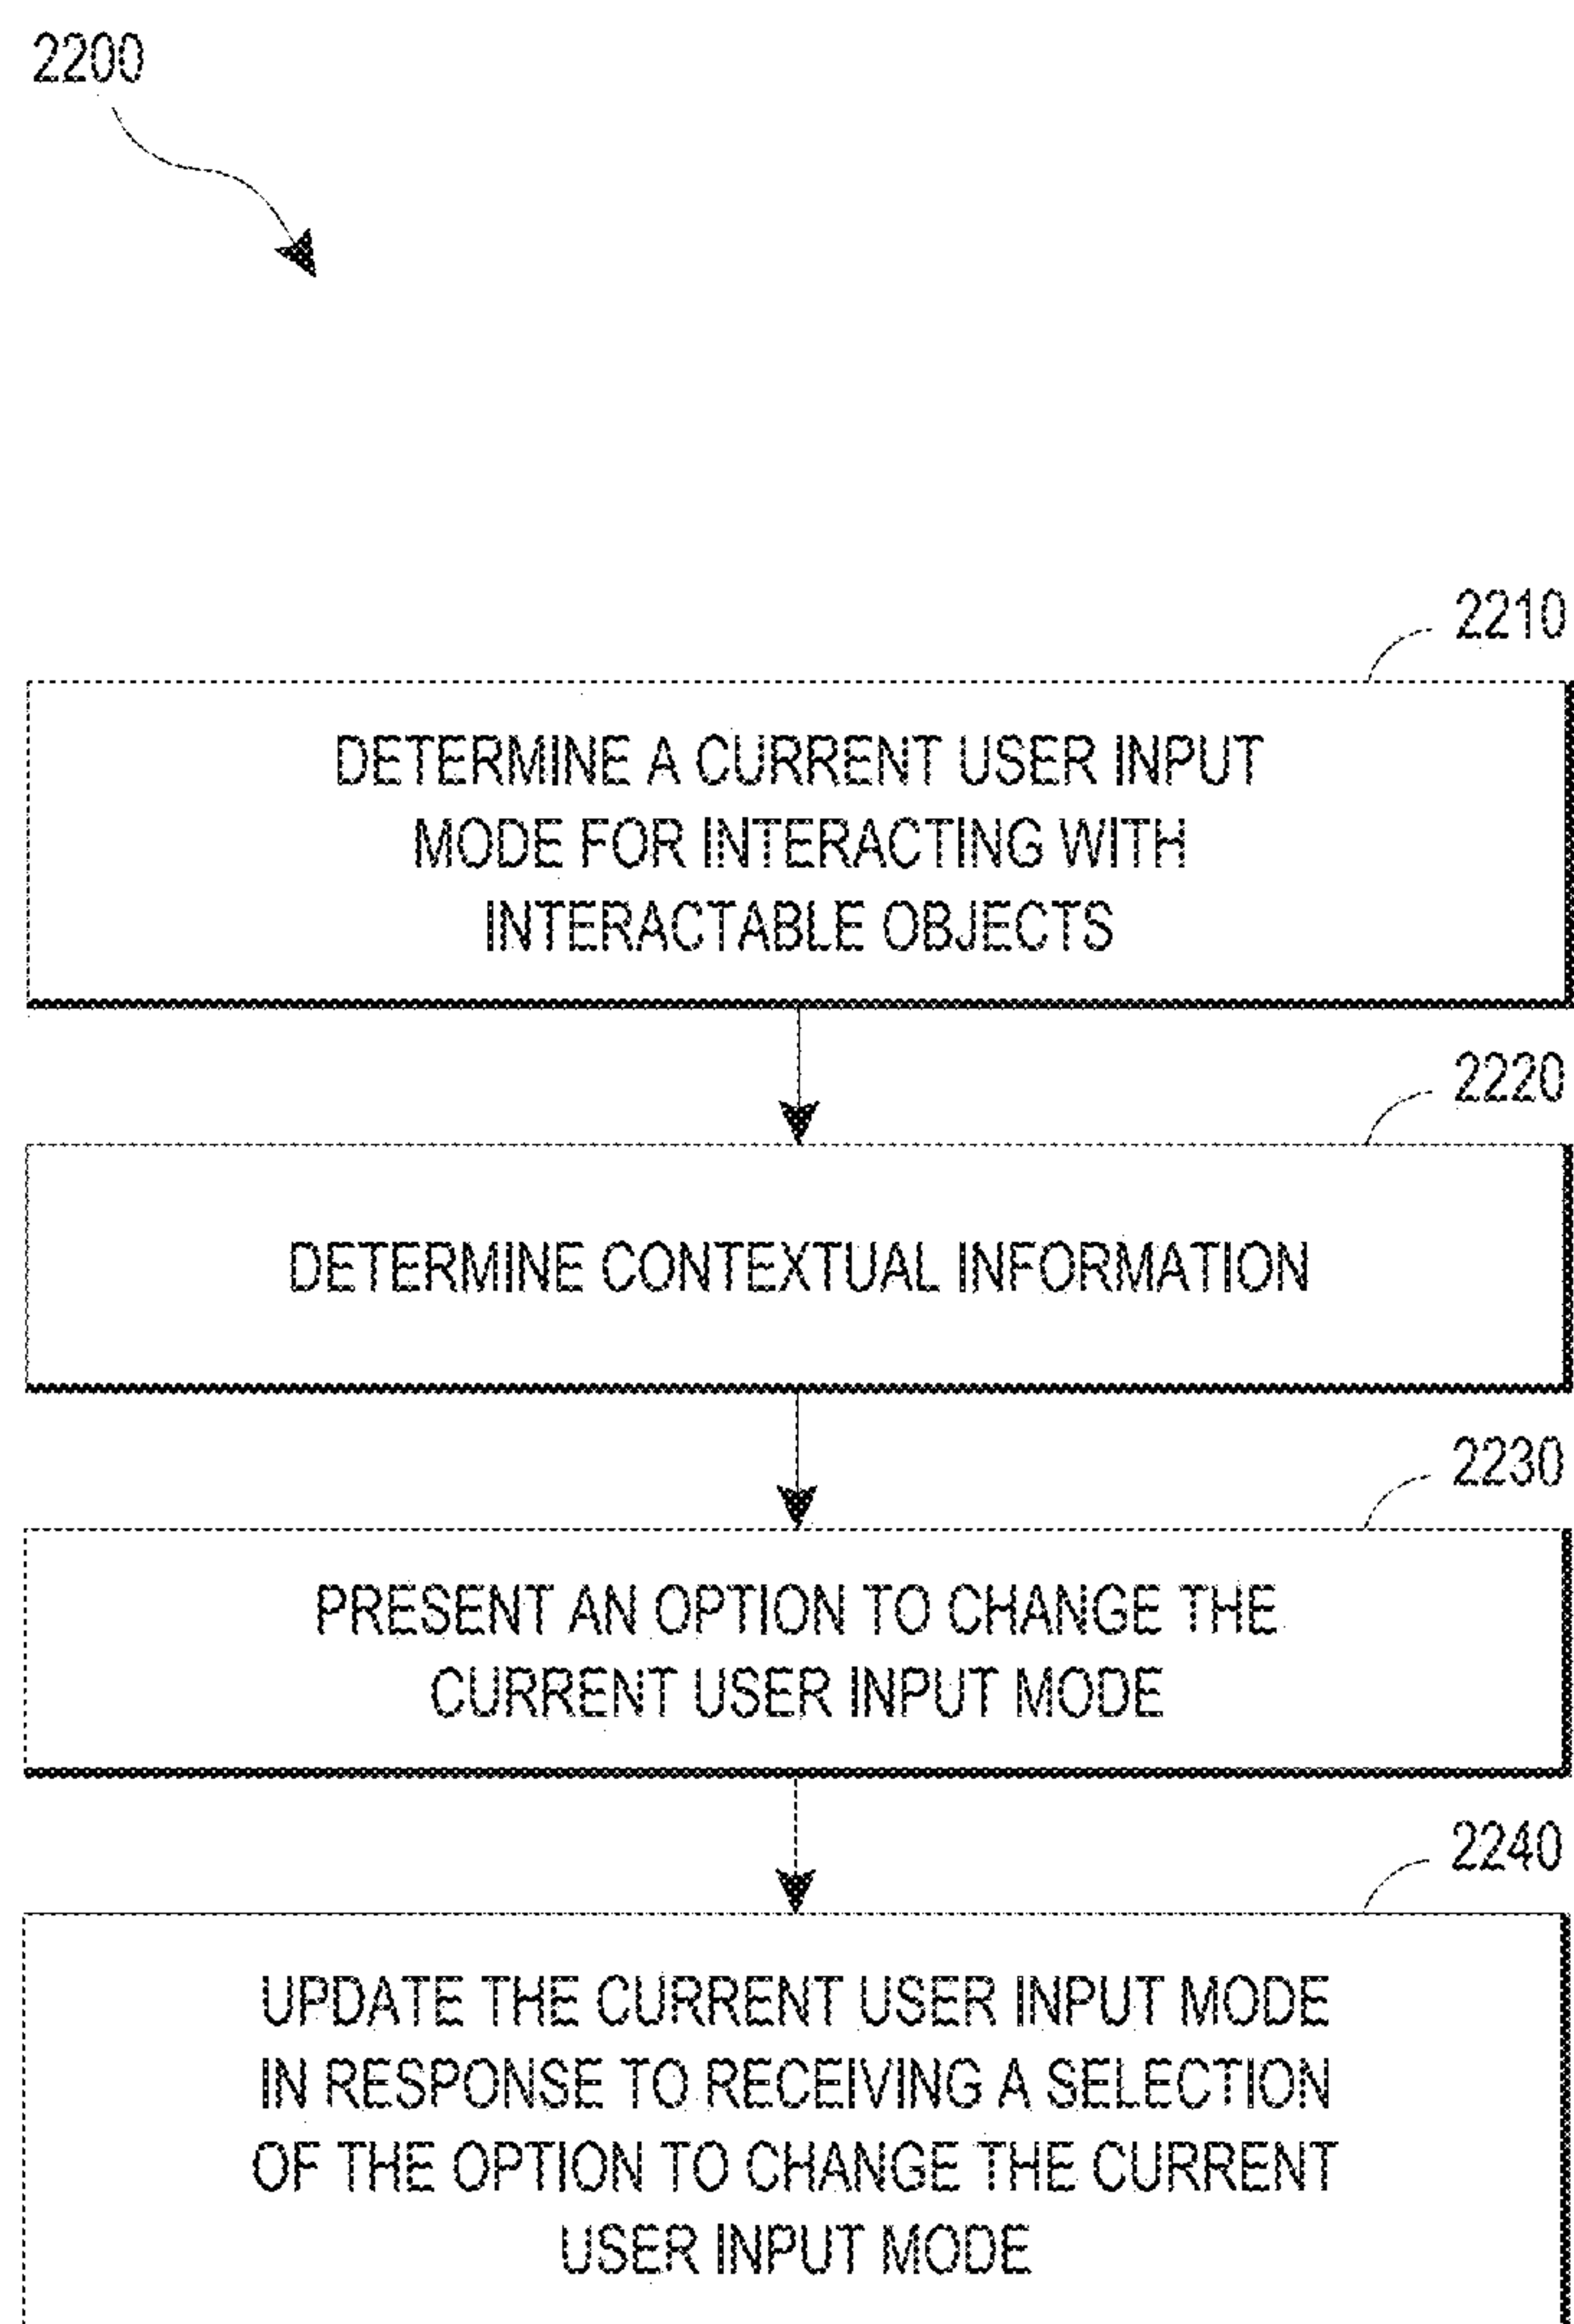 2200
2210
DETERMINE A CURRENT USER INPUT
MODE FOR INTERACTING WITH
INTERACTABLE OBJECTS
2220
DETERMINE CONTEXTUAL INFORMATION
2230
PRESENT AN OPTION TO CHANGE THE
CURRENT USER INPUT MODE
2240
UPDATE THE CURRENT USER INPUT MODE
IN RESPONSE TO RECEIVING A SELECTION
OF THE OPTION TO CHANGE THE CURRENT
USER INPUT MODE